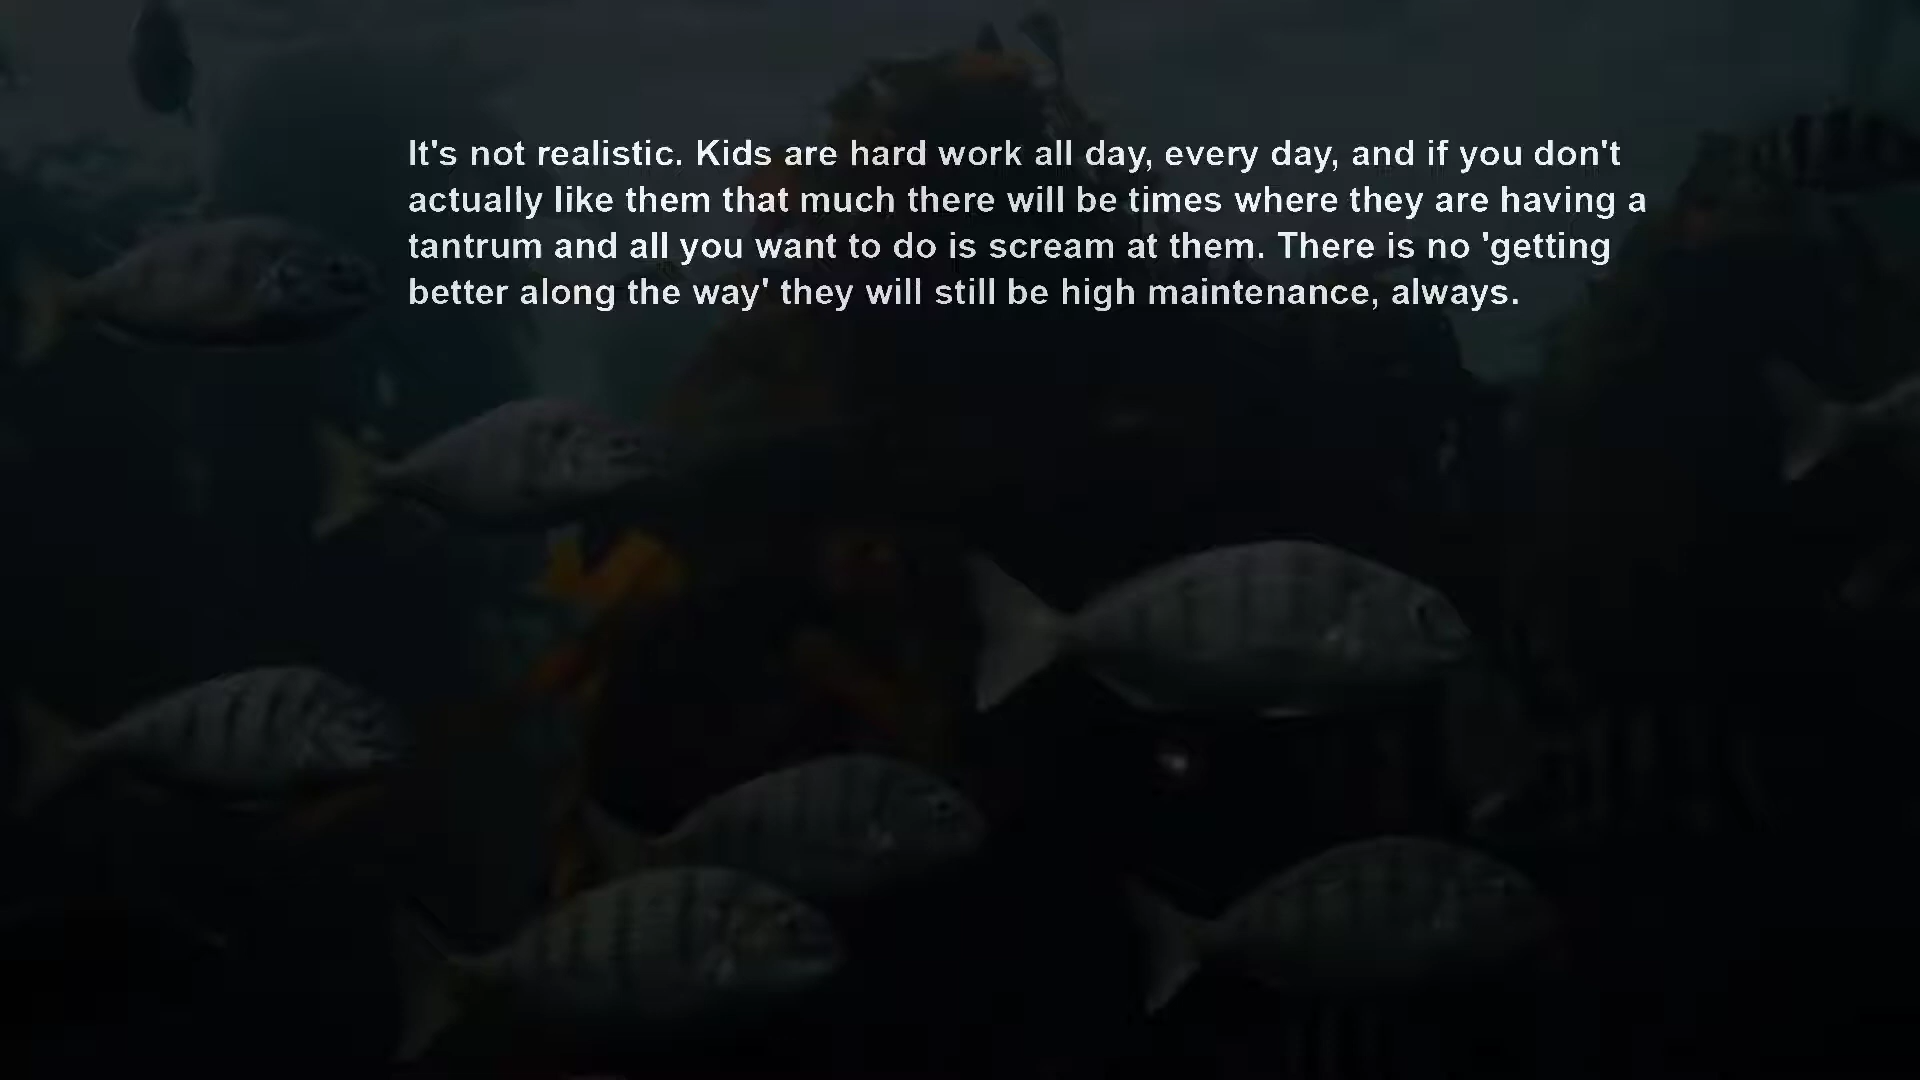 It's not realistic. Kids are hard work all day, every day, and if you don't
actually like them that much there will be times where they are having a
tantrum and all you want to do is scream at them. There is no 'getting
better along the way' they will still be high maintenance, always.